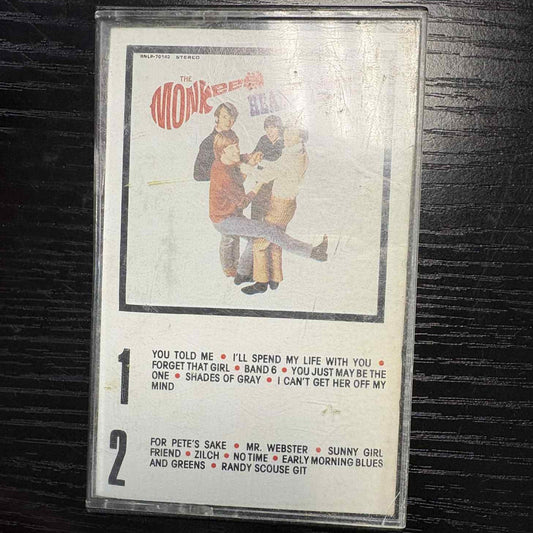 RNLP-70140 STEREO
THE
MONKEES
1
YOU TOLD ME • I'LL SPEND MY LIFE WITH YOU •
FORGET THAT GIRL • BAND 6 • YOU JUST MAY BE THE
ONE • SHADES OF GRAY • I CAN'T GET HER OFF MY
MIND
2
FOR PETE'S SAKE • MR. WEBSTER • SUNNY GIRL
FRIEND • ZILCH • NO TIME • EARLY MORNING BLUES
AND GREENS • RANDY SCOUSE GIT